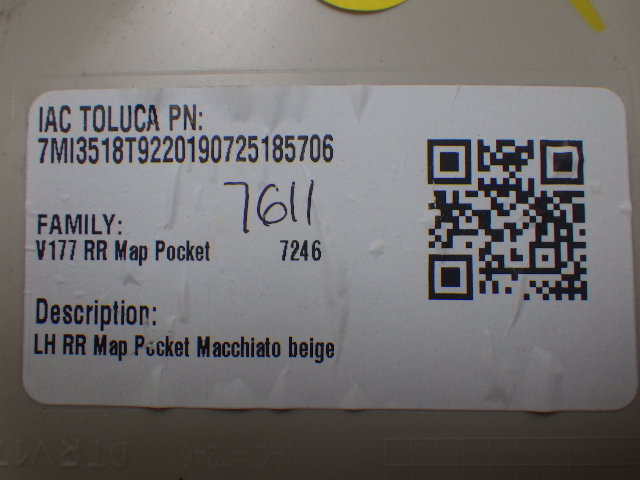 IAC TOLUCA PN:
7MI3518T9220190725185706
7611
FAMILY:
V177 RR Map Pocket 7246
Description:
LH RR Map Pocket Macchiato beige